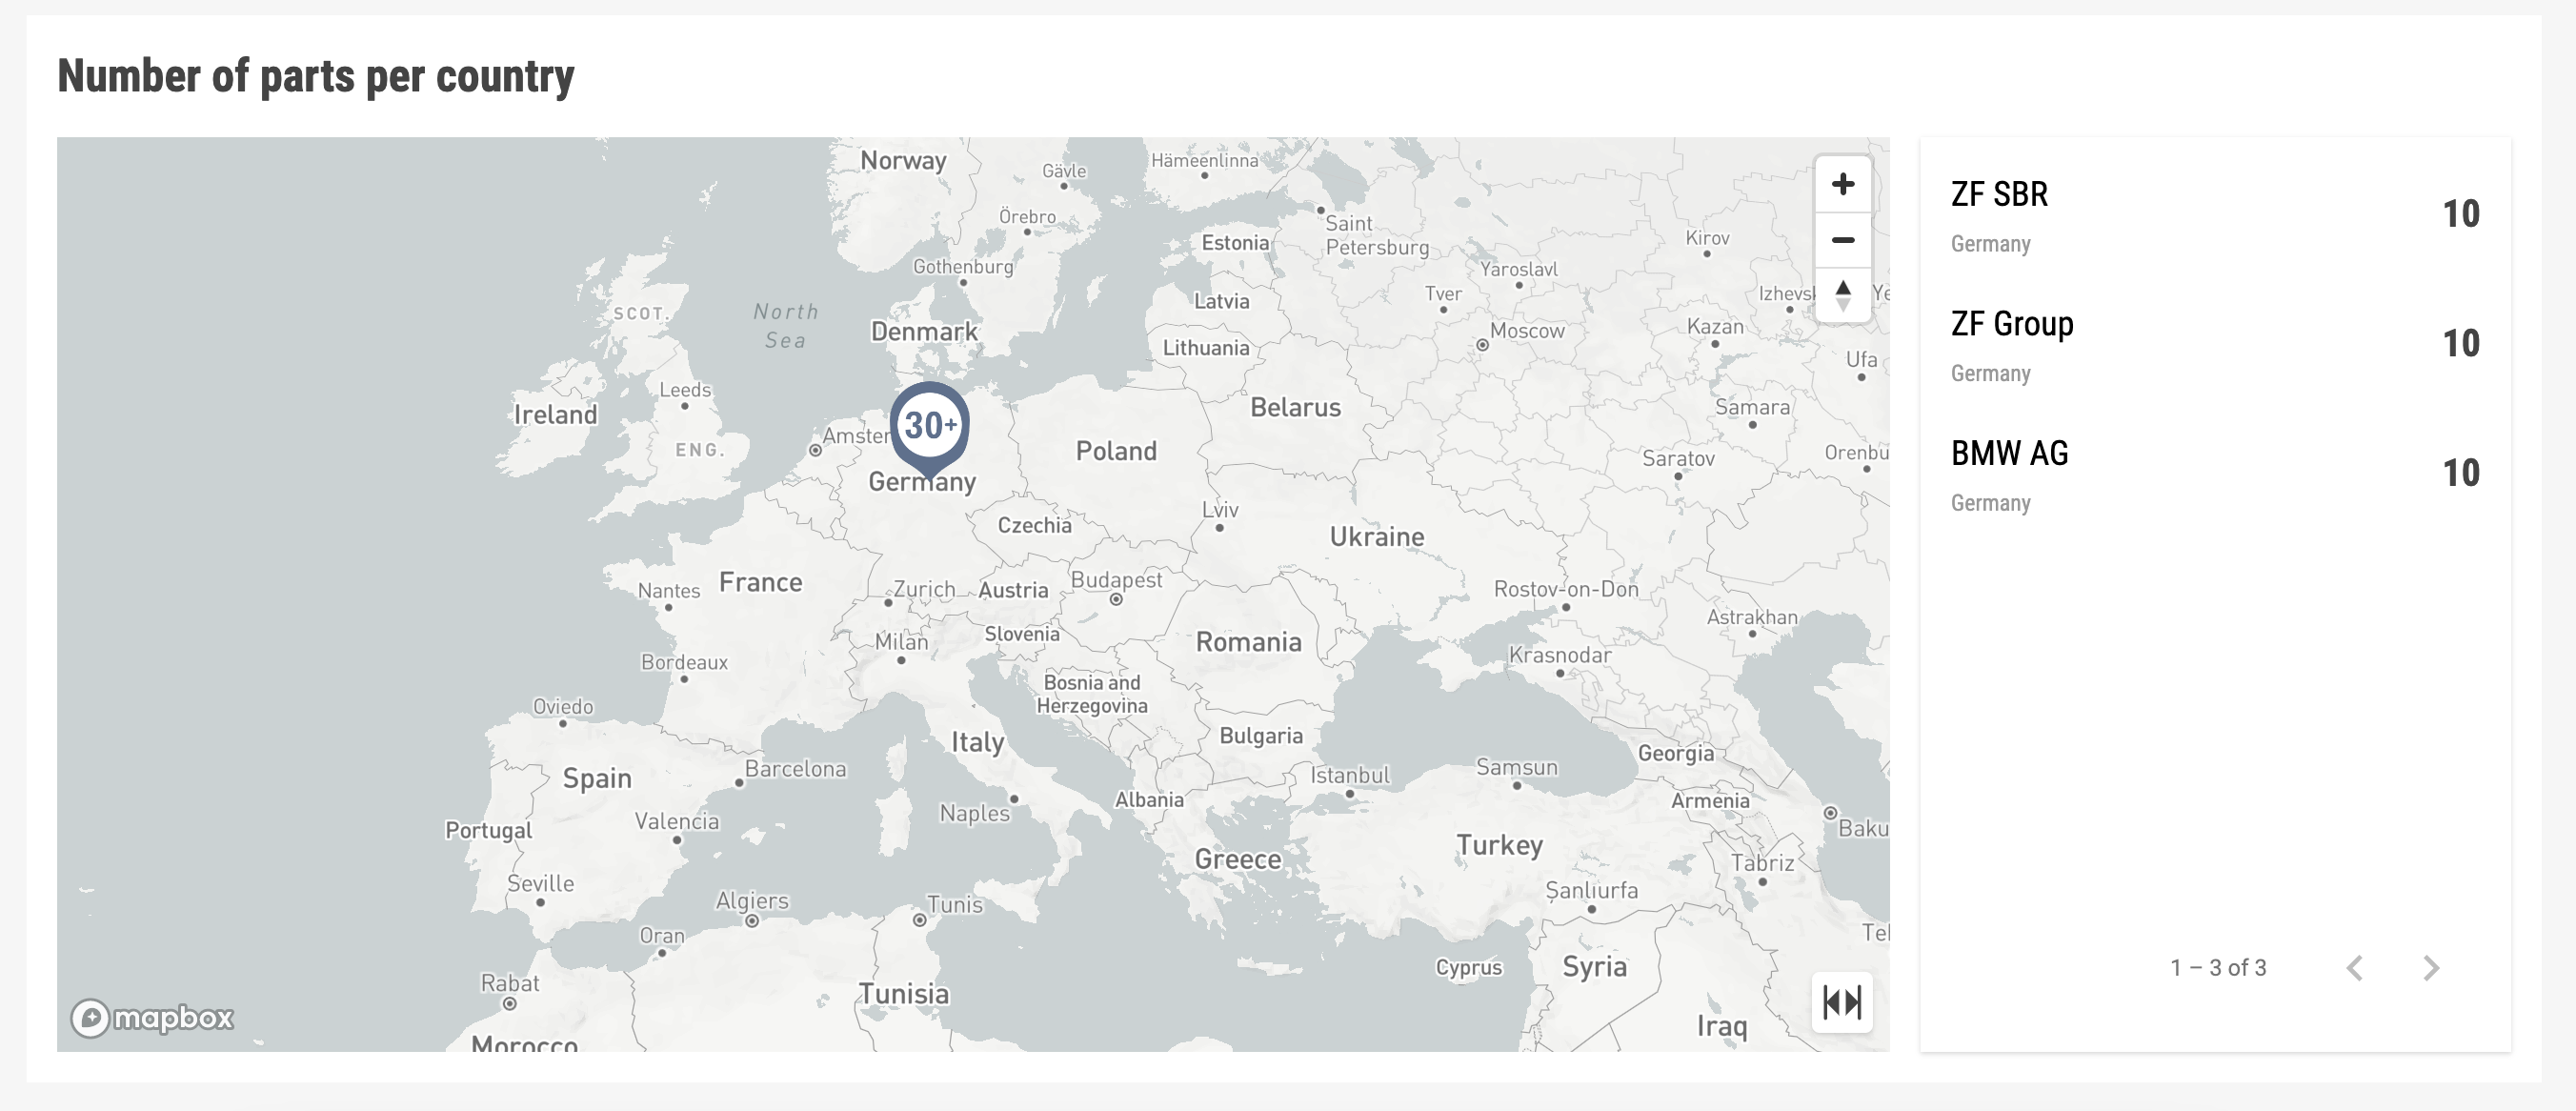 Number of parts per country
Norway
Gävle
Hämeenlinna
Örebro
Saint
Petersburg
Estonia
Kirov
Gothenburg
Yaroslavl
Latvia
Tver
Izhevsk
Ye
SCOT.
North
Sea
Denmark
Moscow
Kazan
Lithuania
Ufa
Leeds
Ireland
Belarus
Samara
30+
Amster
ENG.
Poland
Saratov
Orenbu
Germany
Lviv
Czechia
Ukraine
Nantes
France
Zurich
Austria
Budapest
Rostov-on-Don
Astrakhan
Milan
Slovenia
Romania
Bordeaux
Krasnodar
Bosnia and
Herzegovina
Oviedo
Italy
Bulgaria
Georgia
Spain
Barcelona
Istanbul
Samsun
Naples
Albania
Armenia
Portugal
Valencia
Baku
Turkey
Greece
Tabriz
Seville
Şanlıurfa
Algiers
Tunis
Oran
Teh
Cyprus
Syria
Rabat
Tunisia
mapbox
Iraq
Morocco
ZF SBR
10
Germany
ZF Group
10
Germany
BMW AG
10
Germany
1 – 3 of 3